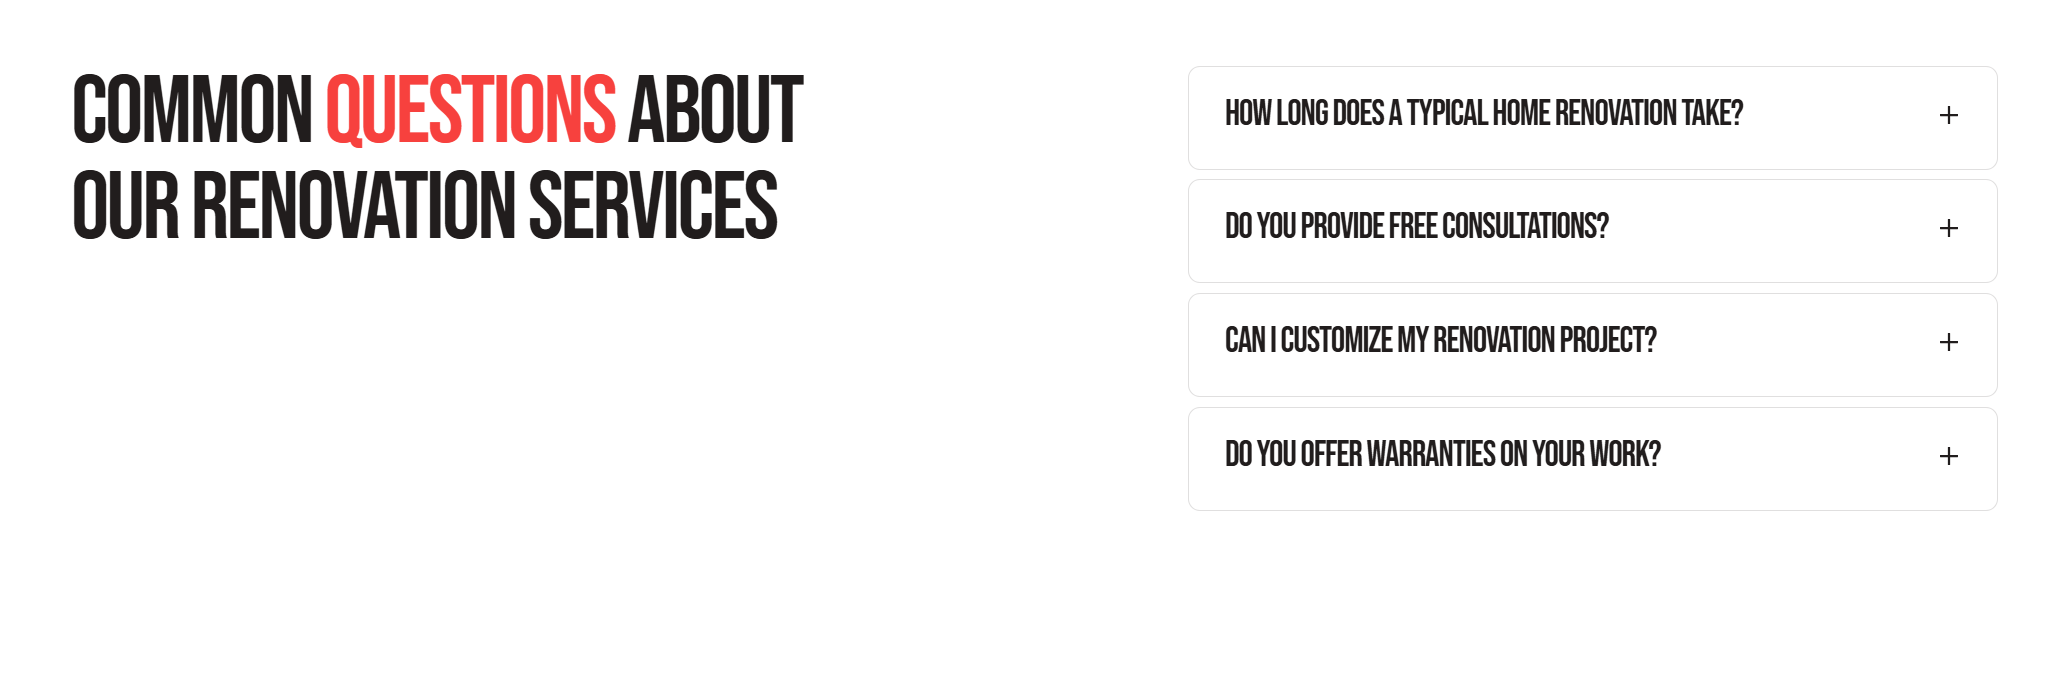 COMMON QUESTIONS ABOUT
OUR RENOVATION SERVICES
HOW LONG DOES A TYPICAL HOME RENOVATION TAKE?
DO YOU PROVIDE FREE CONSULTATIONS?
CAN I CUSTOMIZE MY RENOVATION PROJECT?
DO YOU OFFER WARRANTIES ON YOUR WORK?